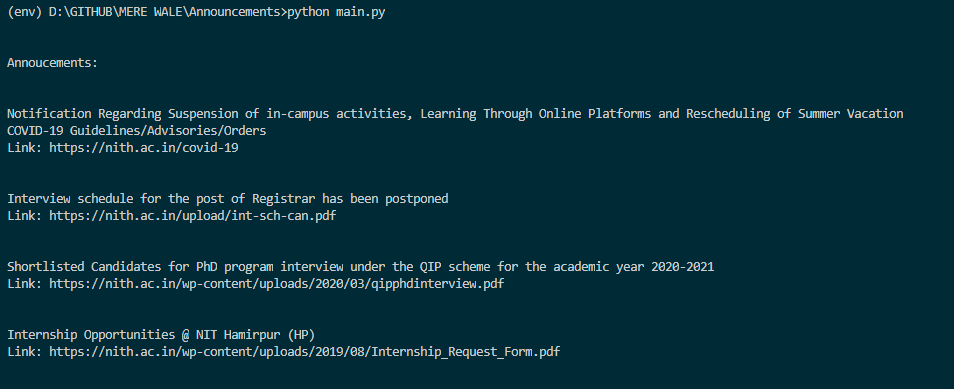 (env) D:\GITHUB\MERE WALE\Announcements>python main.py
Annoucements:
Notification Regarding Suspension of in-campus activities, Learning Through Online Platforms and Rescheduling of Summer Vacation
COVID-19 Guidelines/Advisories/Orders
Link: https://nith.ac.in/covid-19
Interview schedule for the post of Registrar has been postponed
Link: https://nith.ac.in/upload/int-sch-can.pdf
Shortlisted Candidates for PhD program interview under the QIP scheme for the academic year 2020-2021
Link: https://nith.ac.in/wp-content/uploads/2020/03/qipphdinterview.pdf
Internship Opportunities @ NIT Hamirpur (HP)
Link: https://nith.ac.in/wp-content/uploads/2019/08/Internship_Request_Form.pdf